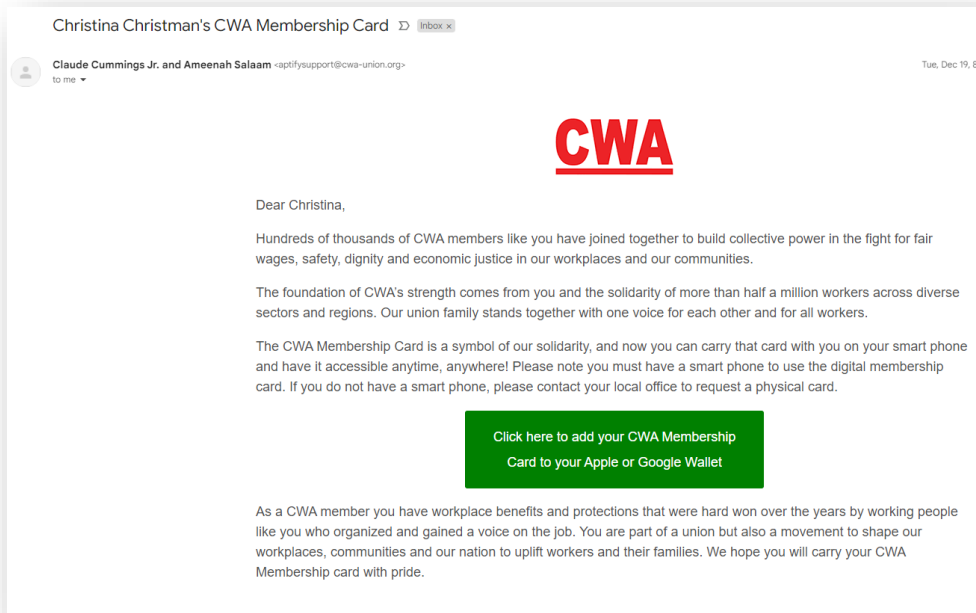 Christina Christman's CWA Membership Card Inbox ×
Claude Cummings Jr. and Ameenah Salaam <aptifysupport@cwa-union.org> Tue, Dec 19, 8
to me
CWA
Dear Christina,
Hundreds of thousands of CWA members like you have joined together to build collective power in the fight for fair
wages, safety, dignity and economic justice in our workplaces and our communities.
The foundation of CWA's strength comes from you and the solidarity of more than half a million workers across diverse
sectors and regions. Our union family stands together with one voice for each other and for all workers.
The CWA Membership Card is a symbol of our solidarity, and now you can carry that card with you on your smart phone
and have it accessible anytime, anywhere! Please note you must have a smart phone to use the digital membership
card. If you do not have a smart phone, please contact your local office to request a physical card.
Click here to add your CWA Membership
Card to your Apple or Google Wallet
As a CWA member you have workplace benefits and protections that were hard won over the years by working people
like you who organized and gained a voice on the job. You are part of a union but also a movement to shape our
workplaces, communities and our nation to uplift workers and their families. We hope you will carry your CWA
Membership card with pride.